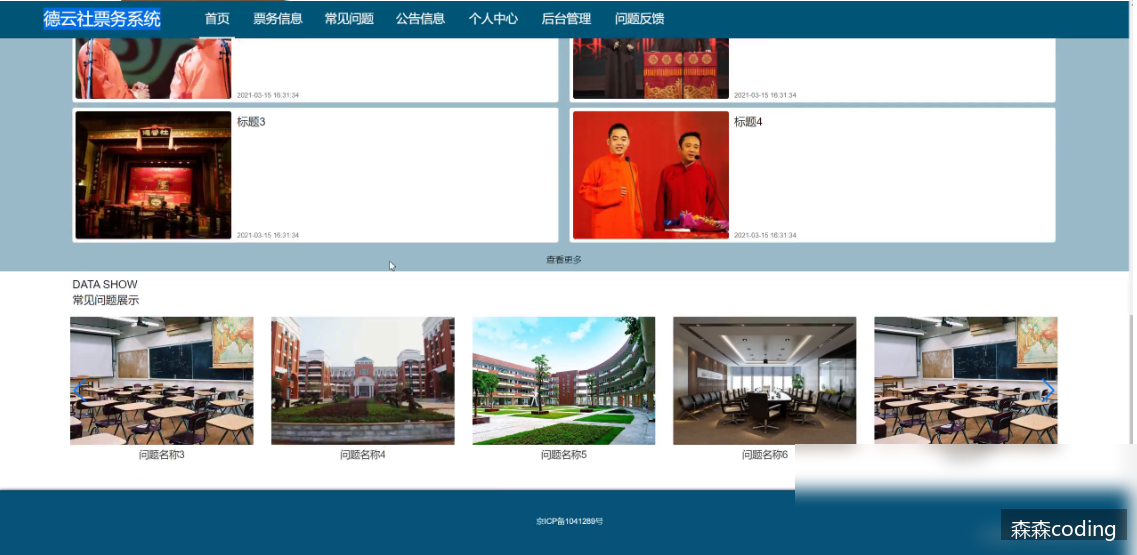 德云社票务系统 首页 票务信息 常见问题 公告信息 个人中心 后台管理 问题反馈
2021-03-15 16:31:34 2021-03-15 16:31:34
标题3 标题4
2021-03-15 16:31:34 2021-03-15 16:31:34
查看更多
DATA SHOW
常见问题展示
问题名称3 问题名称4 问题名称5 问题名称6
京ICP备1041289号
森森coding